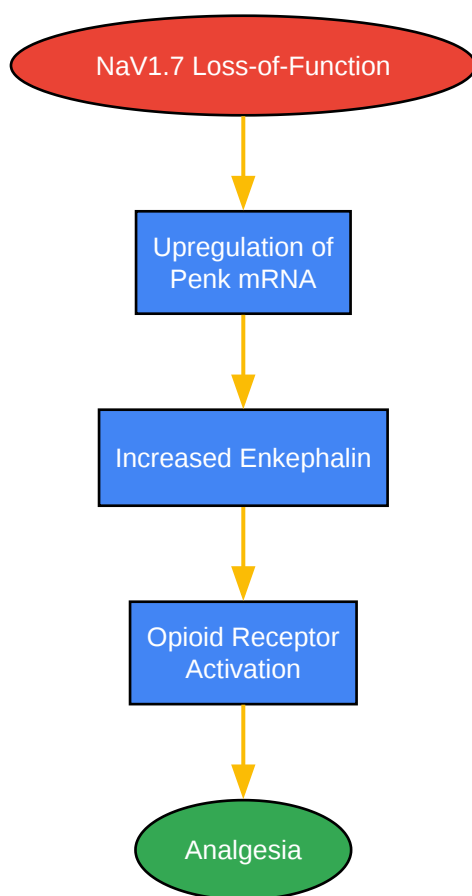 NaV1.7 Loss-of-Function
Upregulation of
Penk mRNA
Increased Enkephalin
Opioid Receptor
Activation
Analgesia